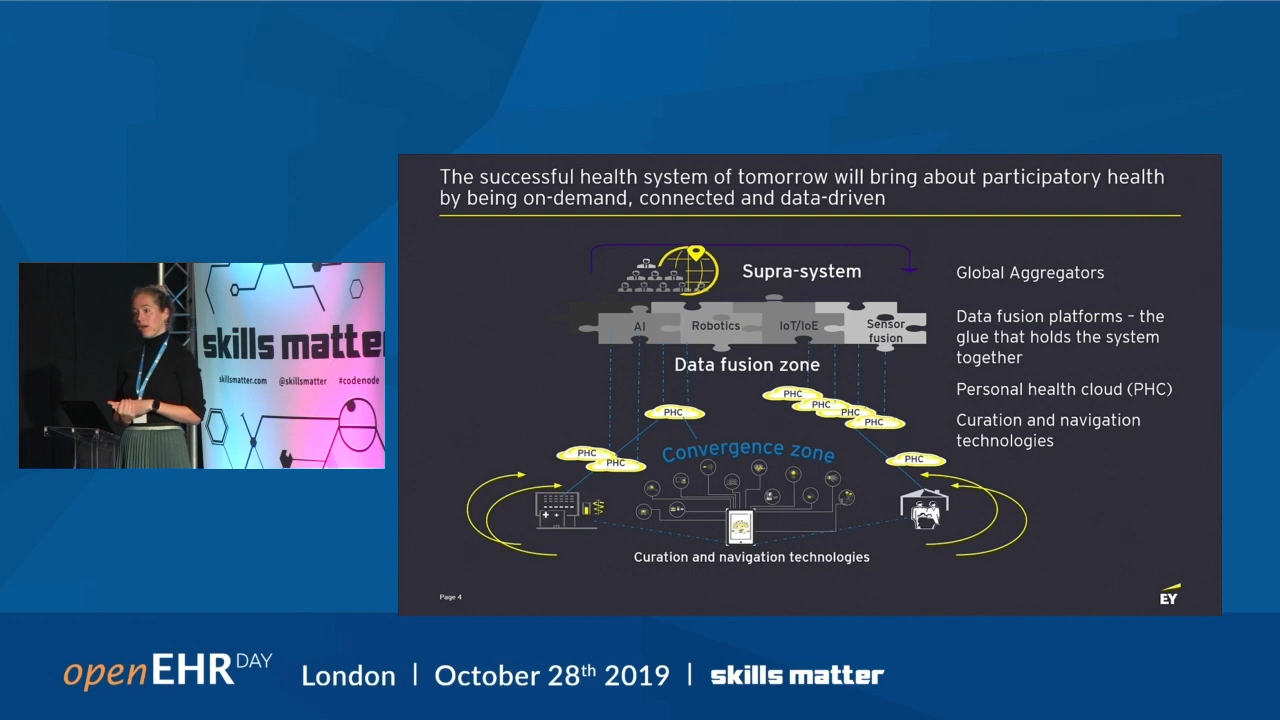 The successful health system of tomorrow will bring about participatory health
by being on-demand, connected and data-driven
Supra-system
AI
Robotics
IoT/IoE
Sensor
fusion
Data fusion zone
PHC
PHC
PHC
PHC
PHC
PHC
PHC
PHC
Convergence zone
Curation and navigation technologies
Global Aggregators
Data fusion platforms – the
glue that holds the system
together
Personal health cloud (PHC)
Curation and navigation
technologies
Page 4
EY
skills matter
skillsmatter.com @skillsmatter #codenode
openEHR DAY London | October 28th 2019 | skills matter